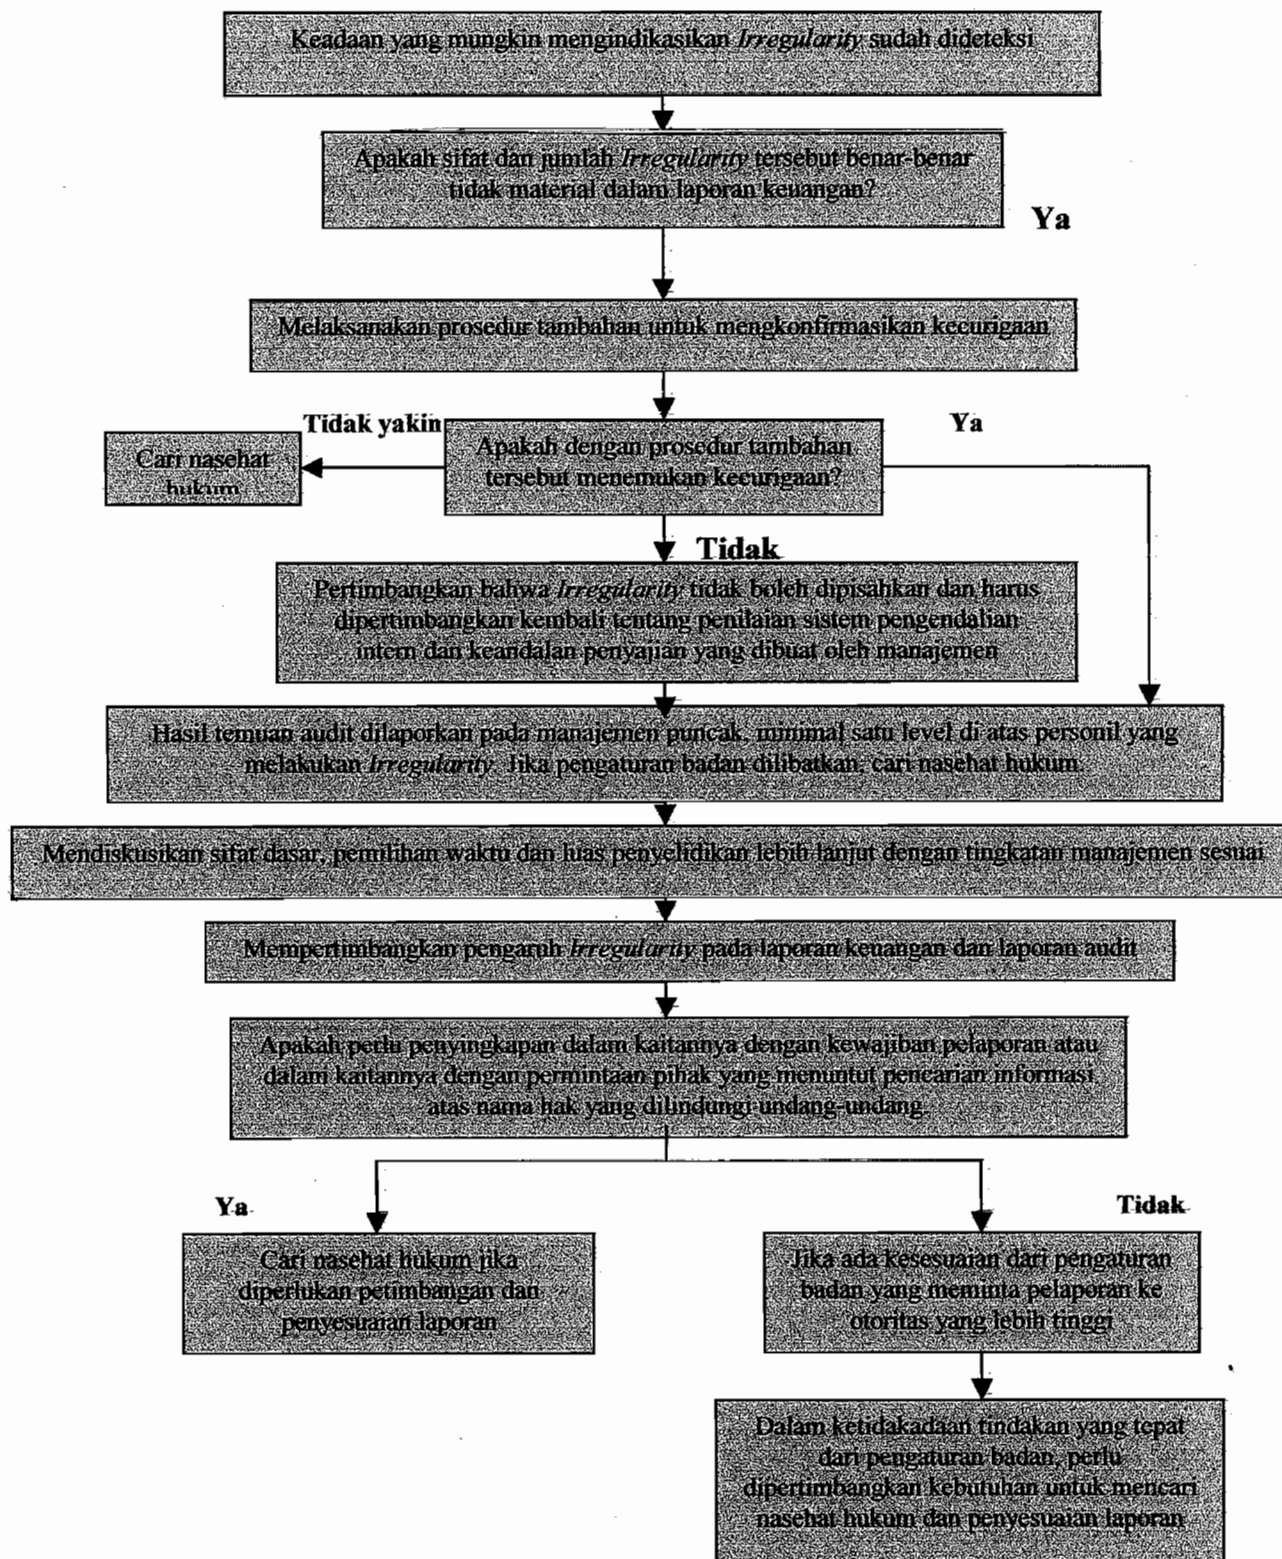 Keadaan yang mungkin mengindikasikan Irregularity sudah dideteksi
Apakah sifat dan jumlah Irregularity tersebut benar-benar
tidak material dalam laporan keuangan?
Ya
Melaksanakan prosedur tambahan untuk mengkonfirmasikan kecurigaan
Tidak yakin
Ya
Cari nasehat
hukum
Apakah dengan prosedur tambahan
tersebut menemukan kecurigaan?
Tidak
Pertimbangkan bahwa Irregularity tidak boleh dipisahkan dan harus
dipertimbangkan kembali tentang penilaian sistem pengendalian
intern dan keandalan penyajian yang dibuat oleh manajemen
Hasil temuan audit dilaporkan pada manajemen puncak, minimal satu level di atas personil yang
melakukan Irregularity. Jika pengaturan badan dilibatkan, cari nasehat hukum.
Mendiskusikan sifat dasar, pemilihan waktu dan luas penyelidikan lebih lanjut dengan tingkatan manajemen sesuai
Mempertimbangkan pengaruh Irregularity pada laporan keuangan dan laporan audit
Apakah perlu penyingkapan dalam kaitannya dengan kewajiban pelaporan atau
dalam kaitannya dengan permintaan pihak yang menuntut pencarian informasi
atas nama hak yang dilindungi undang-undang.
Ya
Tidak
Cari nasehat hukum jika
diperlukan petimbangan dan
penyesuaian laporan
Jika ada kesesuaian dari pengaturan
badan yang meminta pelaporan ke
otoritas yang lebih tinggi
Dalam ketidakadaan tindakan yang tepat
dari pengaturan badan, perlu
dipertimbangkan kebutuhan untuk mencari
nasehat hukum dan penyesuaian laporan